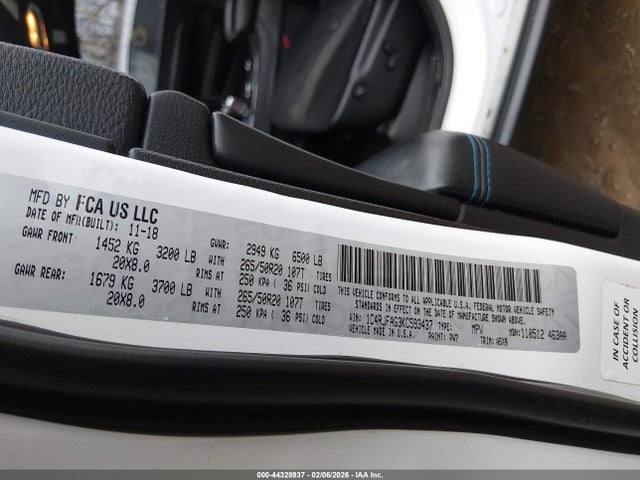 MFD BY FCA US LLC
DATE OF MFR(BUILT): 11-18
GAWR FRONT: 1452 KG 3200 LB
20X8.0 RIMS AT
GAWR REAR: 1679 KG 3700 LB
20X8.0 RIMS AT
GVWR: 2949 KG 6500 LB
WITH 265/50R20 107T TIRES
250 KPA( 36 PSI) COLD
WITH 265/50R20 107T TIRES
250 KPA( 36 PSI) COLD
THIS VEHICLE CONFORMS TO ALL APPLICABLE U.S.A. FEDERAL MOTOR VEHICLE SAFETY
STANDARDS IN EFFECT ON THE DATE OF MANUFACTURE SHOWN ABOVE.
VIN: 1C4RJFAG3KC593437 TYPE: MPV MDH: 110512 463AA
MADE IN U.S.A. PAINT: PW7 TRIM: A5X9
IN CASE OF
ACCIDENT OR
COLLISION
000-44328937 - 02/06/2026 - IAA Inc.